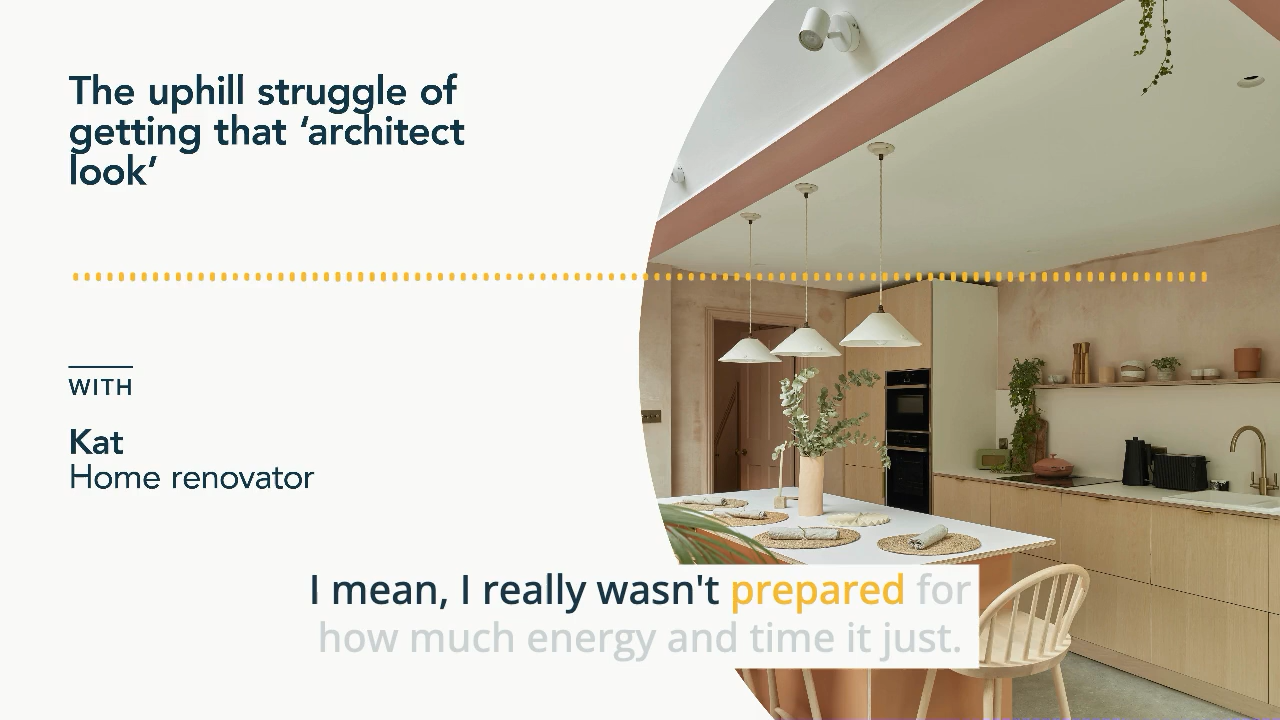 The uphill struggle of
getting that ‘architect
look’
WITH
Kat
Home renovator
I mean, I really wasn't prepared for
how much energy and time it just.